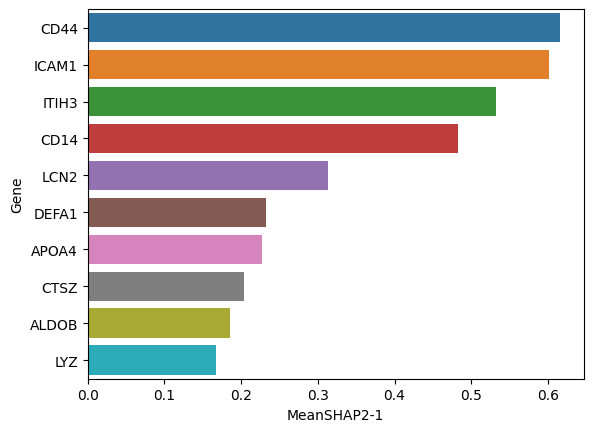 CD44
ICAM1
ITIH3
CD14
LCN2
DEFA1
APOA4
CTSZ
ALDOB
LYZ
Gene
0.0 0.1 0.2 0.3 0.4 0.5 0.6
MeanSHAP2-1